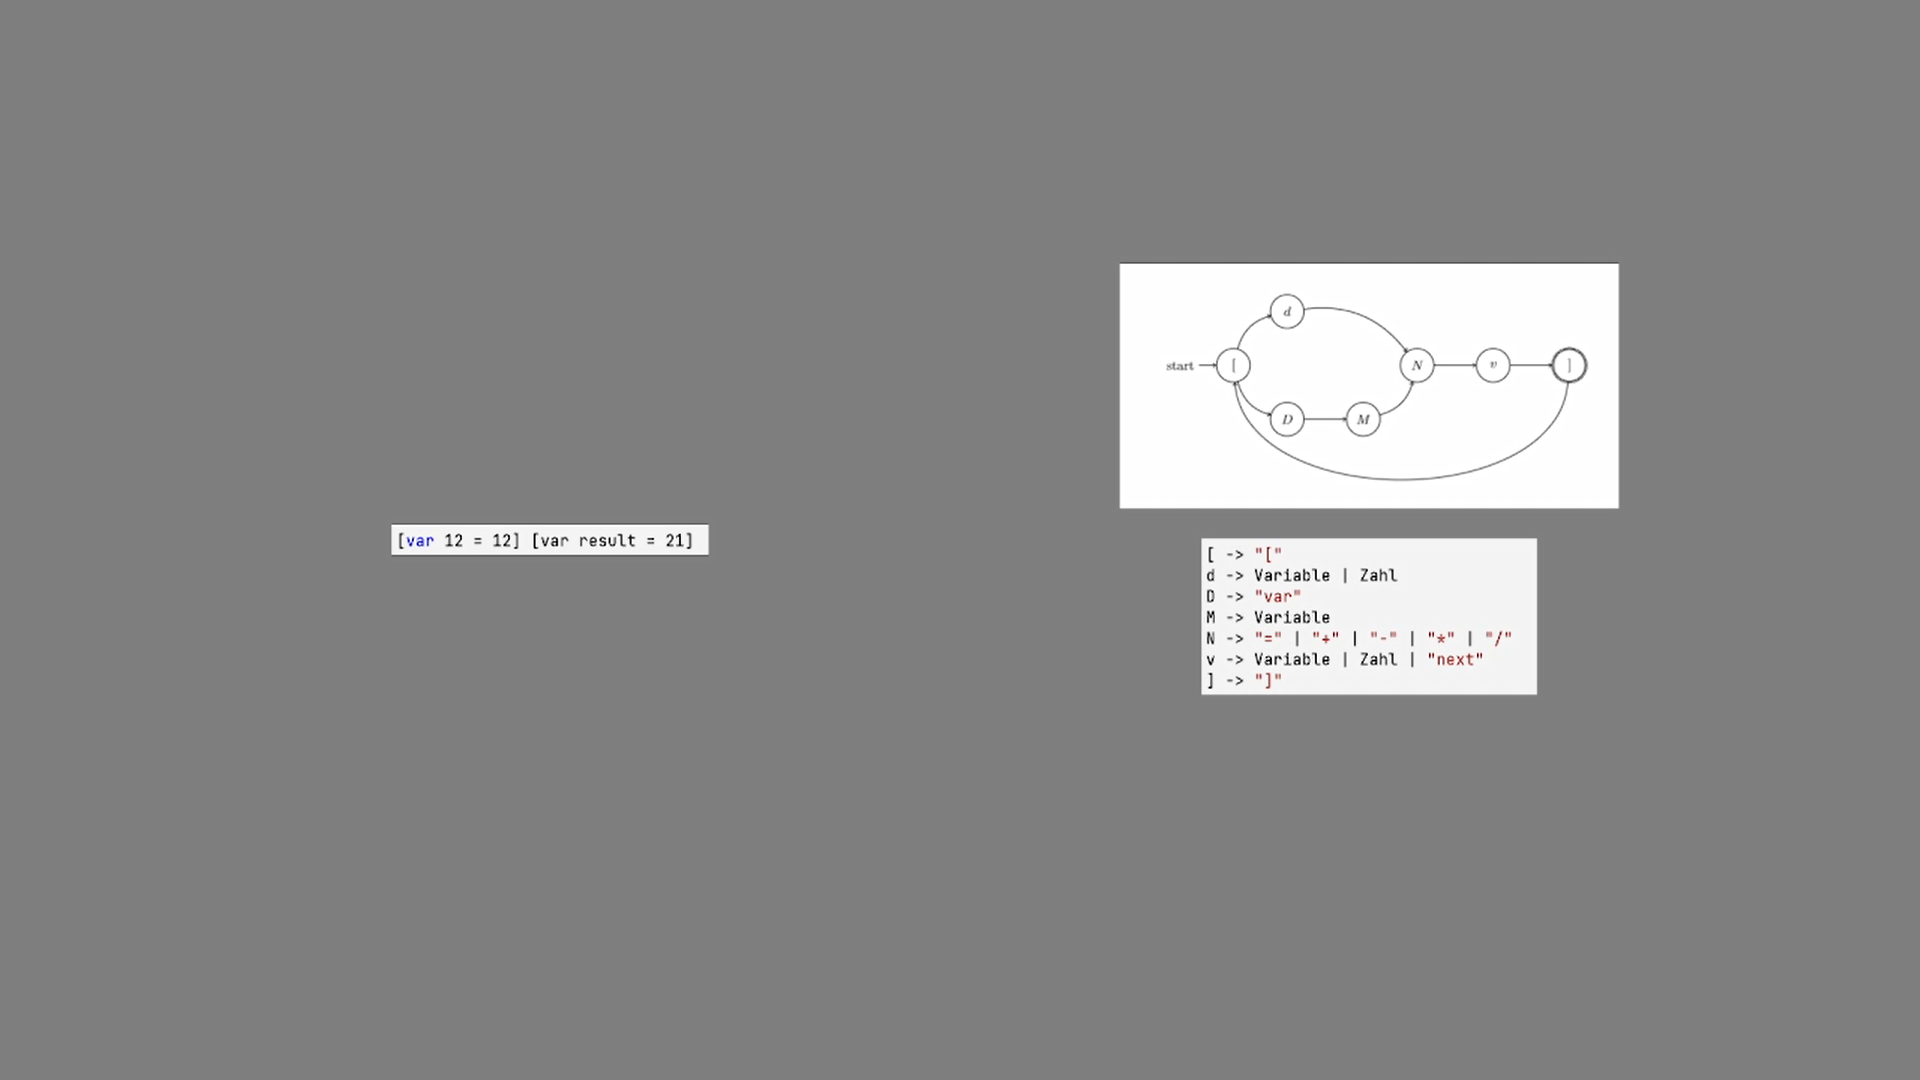 [var 12 = 12] [var result = 21]
d
start [ N v ]
D M
[ -> "["
d -> Variable | Zahl
D -> "var"
M -> Variable
N -> "=" | "+" | "-" | "*" | "/"
v -> Variable | Zahl | "next"
] -> "]"